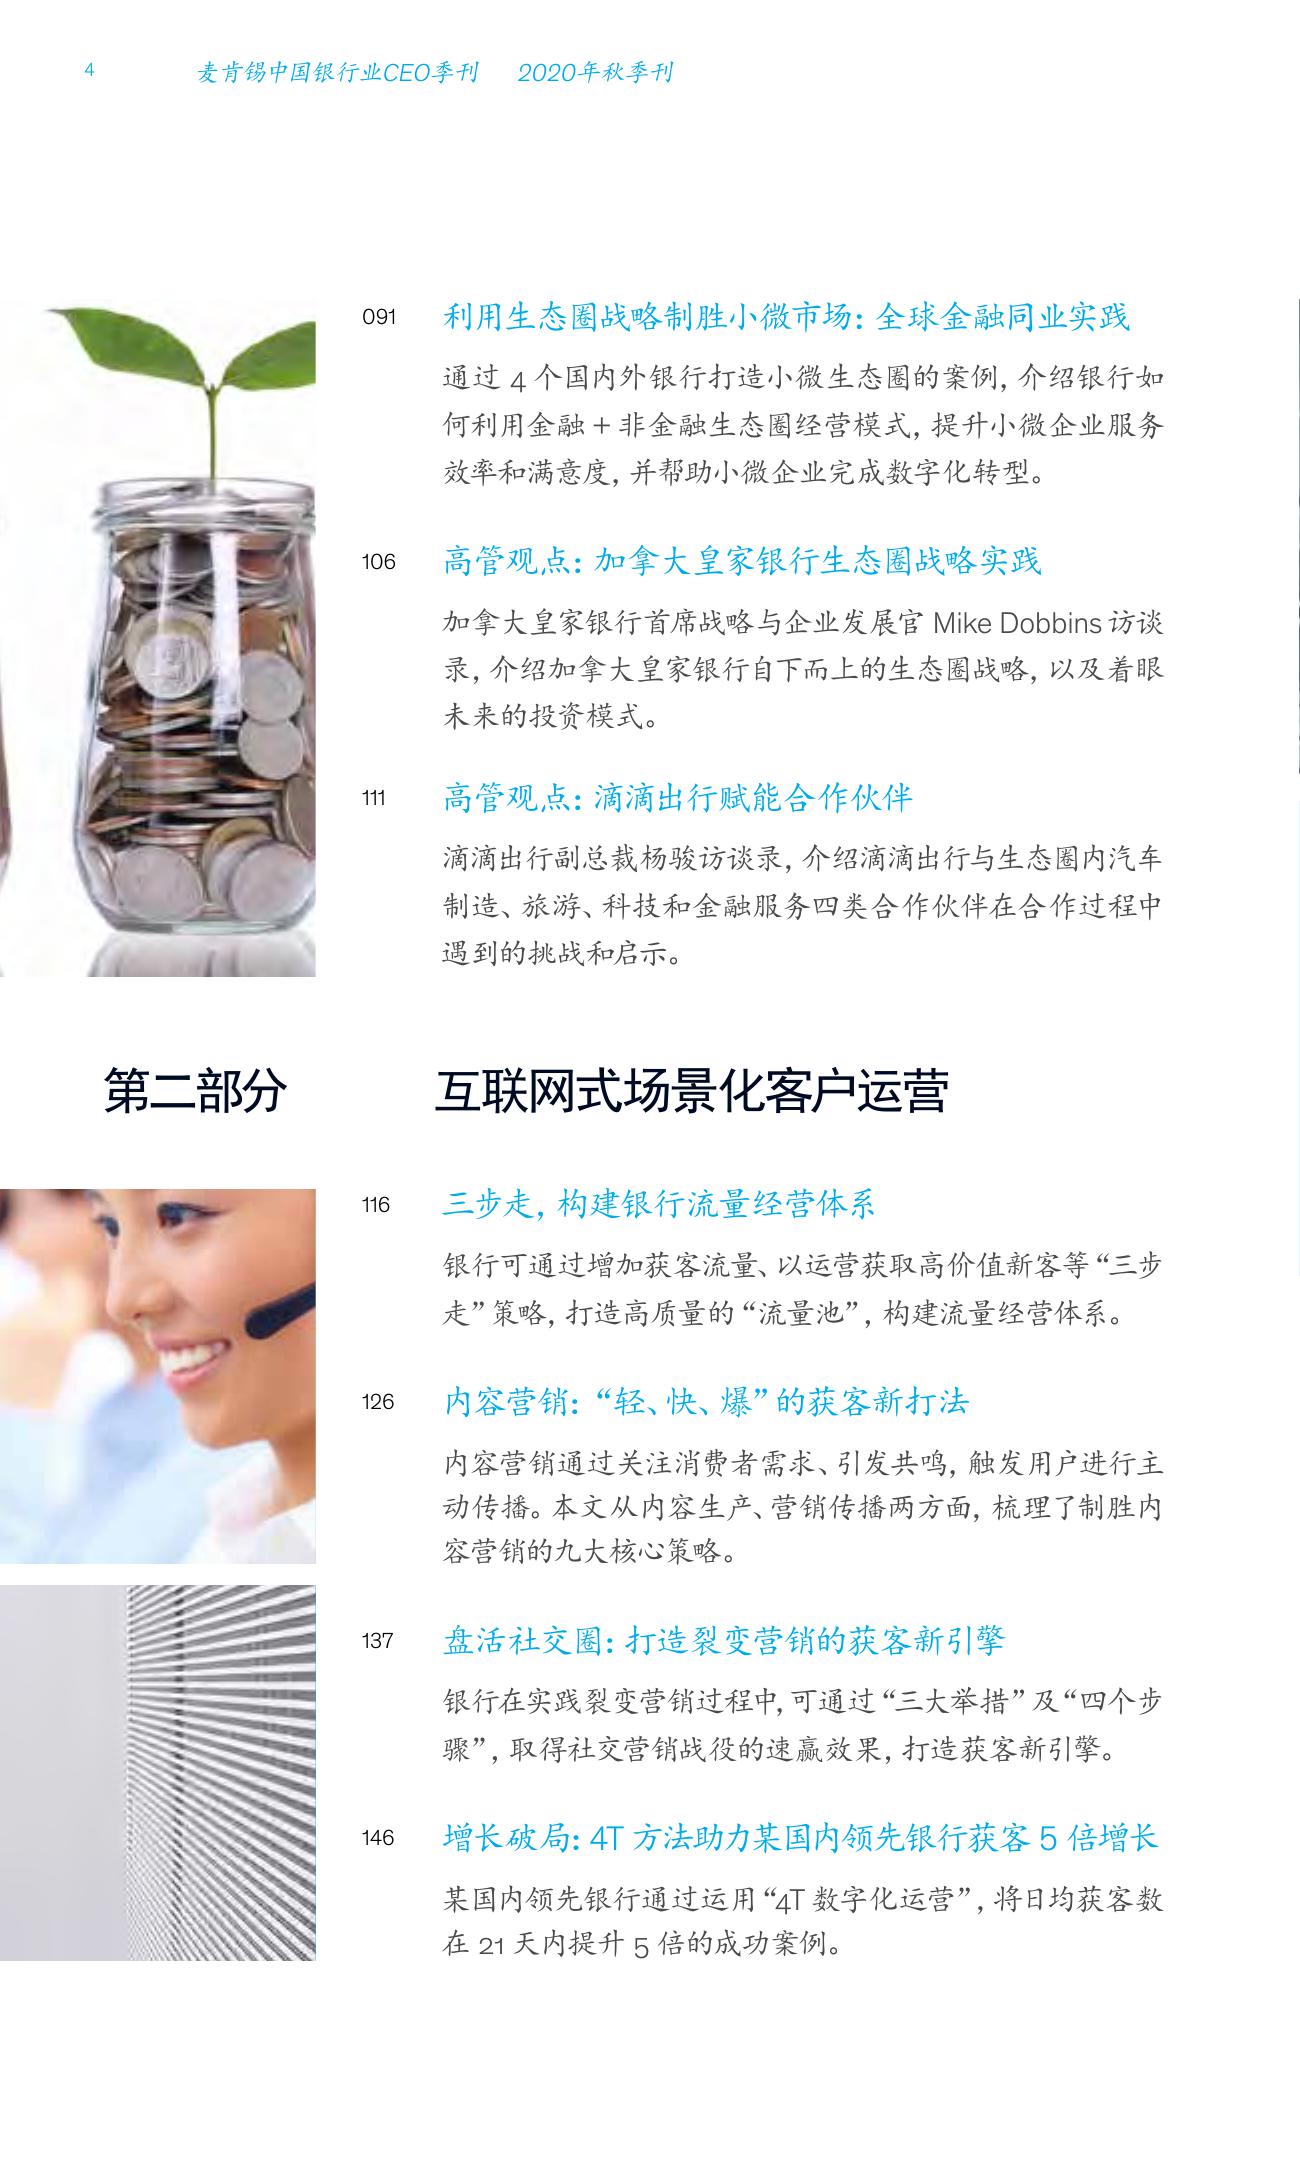 4 麦肯锡中国银行业CEO季刊 2020年秋季刊
091 利用生态圈战略制胜小微市场：全球金融同业实践
通过 4 个国内外银行打造小微生态圈的案例，介绍银行如
何利用金融 + 非金融生态圈经营模式，提升小微企业服务
效率和满意度，并帮助小微企业完成数字化转型。
106 高管观点：加拿大皇家银行生态圈战略实践
加拿大皇家银行首席战略与企业发展官 Mike Dobbins 访谈
录，介绍加拿大皇家银行自下而上的生态圈战略，以及着眼
未来的投资模式。
111 高管观点：滴滴出行赋能合作伙伴
滴滴出行副总裁杨骏访谈录，介绍滴滴出行与生态圈内汽车
制造、旅游、科技和金融服务四类合作伙伴在合作过程中
遇到的挑战和启示。
第二部分 互联网式场景化客户运营
116 三步走，构建银行流量经营体系
银行可通过增加获客流量、以运营获取高价值新客等“三步
走”策略，打造高质量的“流量池”，构建流量经营体系。
126 内容营销：“轻、快、爆”的获客新打法
内容营销通过关注消费者需求、引发共鸣，触发用户进行主
动传播。本文从内容生产、营销传播两方面，梳理了制胜内
容营销的九大核心策略。
137 盘活社交圈：打造裂变营销的获客新引擎
银行在实践裂变营销过程中，可通过“三大举措”及“四个步
骤”，取得社交营销战役的速赢效果，打造获客新引擎。
146 增长破局：4T 方法助力某国内领先银行获客 5 倍增长
某国内领先银行通过运用“4T 数字化运营”，将日均获客数
在 21 天内提升 5 倍的成功案例。